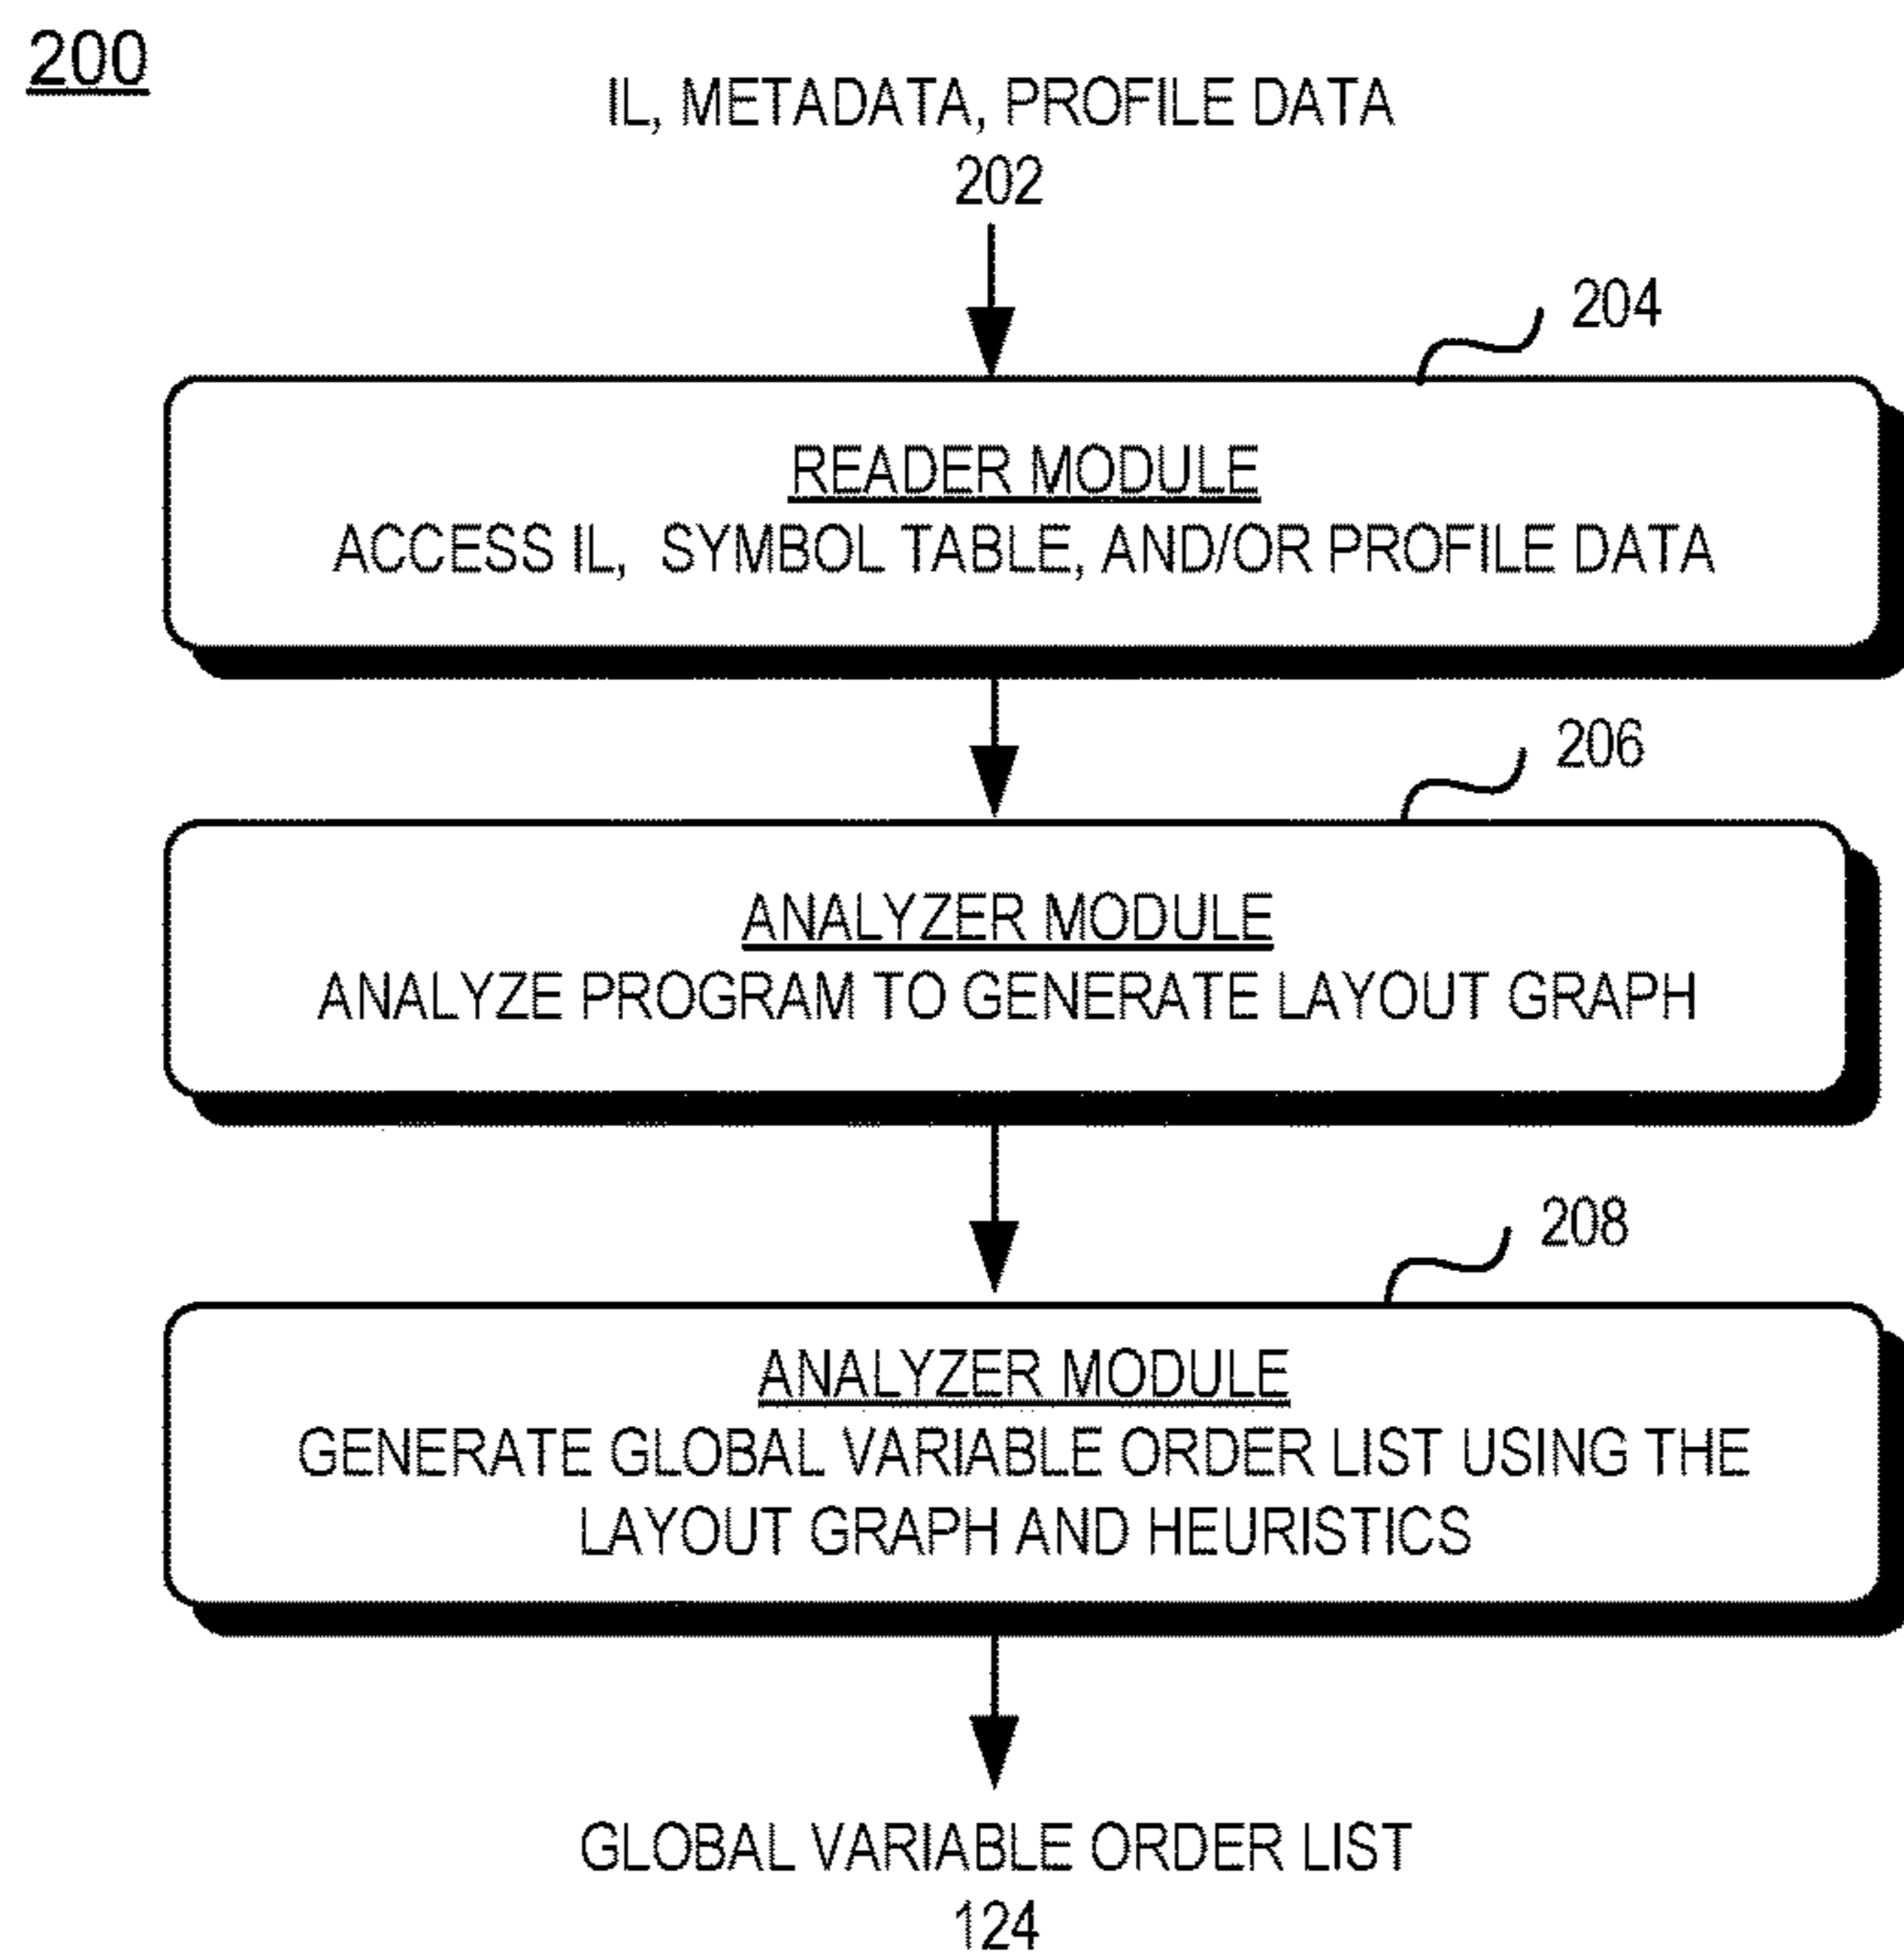 200
IL, METADATA, PROFILE DATA
202
204
READER MODULE
ACCESS IL, SYMBOL TABLE, AND/OR PROFILE DATA
206
ANALYZER MODULE
ANALYZE PROGRAM TO GENERATE LAYOUT GRAPH
208
ANALYZER MODULE
GENERATE GLOBAL VARIABLE ORDER LIST USING THE
LAYOUT GRAPH AND HEURISTICS
GLOBAL VARIABLE ORDER LIST
124